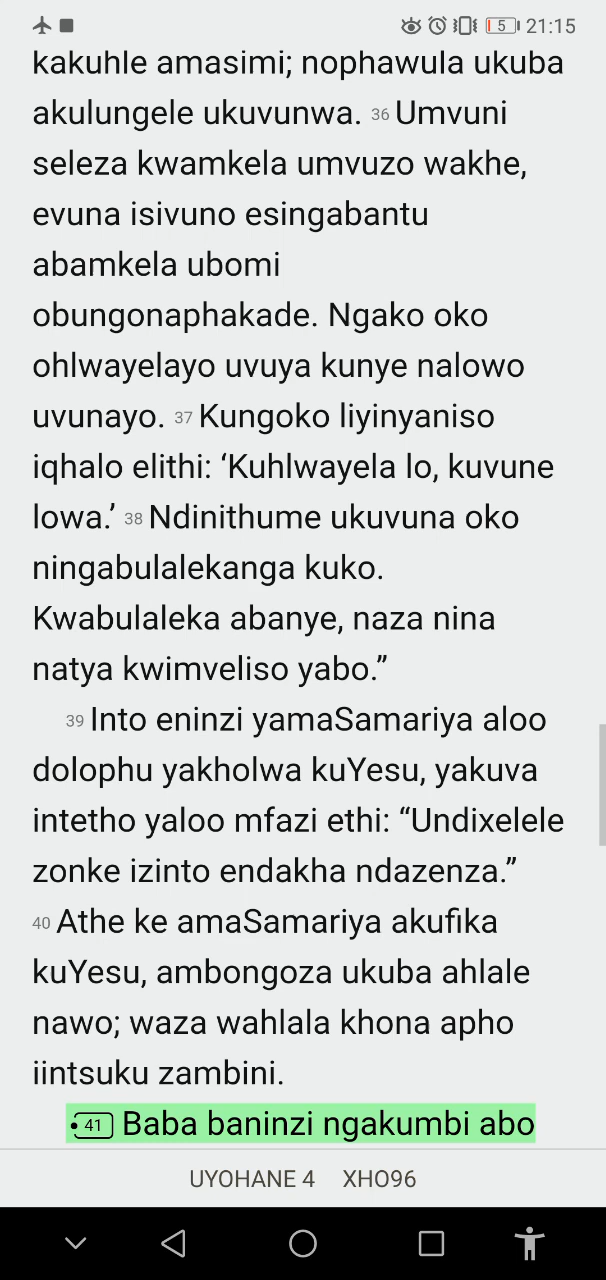 5 21:15
kakuhle amasimi; nophawula ukuba
akulungele ukuvunwa. 36 Umvuni
seleza kwamkela umvuzo wakhe,
evuna isivuno esingabantu
abamkela ubomi
obungonaphakade. Ngako oko
ohlwayelayo uvuya kunye nalowo
uvunayo. 37 Kungoko liyinyaniso
iqhalo elithi: ‘Kuhlwayela lo, kuvune
lowa.’ 38 Ndinithume ukuvuna oko
ningabulalekanga kuko.
Kwabulaleka abanye, naza nina
natya kwimveliso yabo.”
39 Into eninzi yamaSamariya aloo
dolophu yakholwa kuYesu, yakuva
intetho yaloo mfazi ethi: “Undixelele
zonke izinto endakha ndazenza.”
40 Athe ke amaSamariya akufika
kuYesu, ambongoza ukuba ahlale
nawo; waza wahlala khona apho
iintsuku zambini.
41 Baba baninzi ngakumbi abo
UYOHANE 4 XHO96